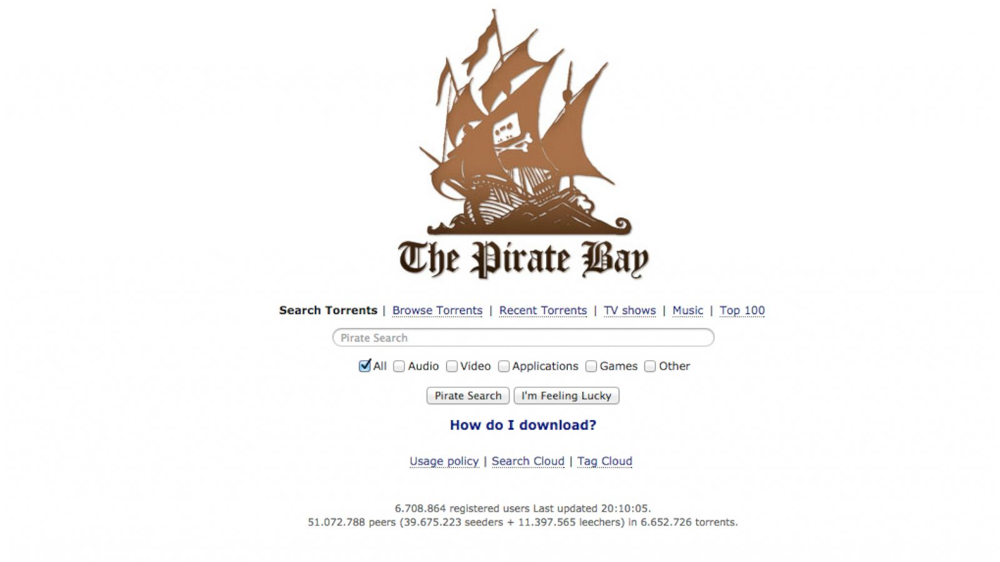 The Pirate Bay
Search Torrents | Browse Torrents | Recent Torrents | TV shows | Music | Top 100
Pirate Search
All Audio Video Applications Games Other
Pirate Search I'm Feeling Lucky
How do I download?
Usage policy | Search Cloud | Tag Cloud
6.708.864 registered users Last updated 20:10:05.
51.072.788 peers (39.675.223 seeders + 11.397.565 leechers) in 6.652.726 torrents.